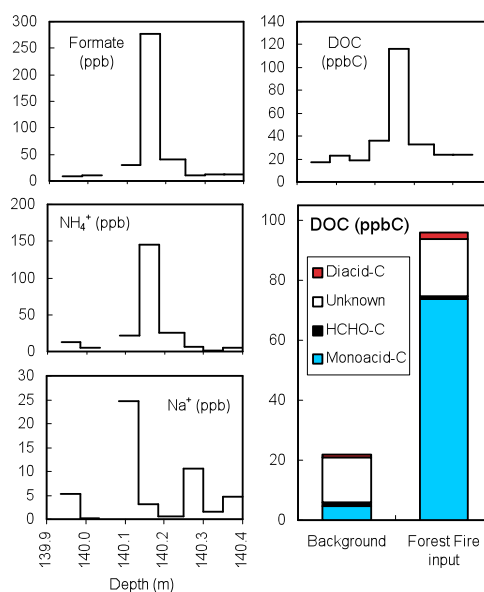 Formate
(ppb)
300
250
200
150
100
50
0
DOC
(ppbC)
140
120
100
80
60
40
20
0
NH₄⁺ (ppb)
200
150
100
50
0
Na⁺ (ppb)
30
25
20
15
10
5
0
139.9
140.0
140.1
140.2
140.3
140.4
Depth (m)
DOC (ppbC)
100
80
60
40
20
0
Diacid-C
Unknown
HCHO-C
Monoacid-C
Background
Forest Fire
input